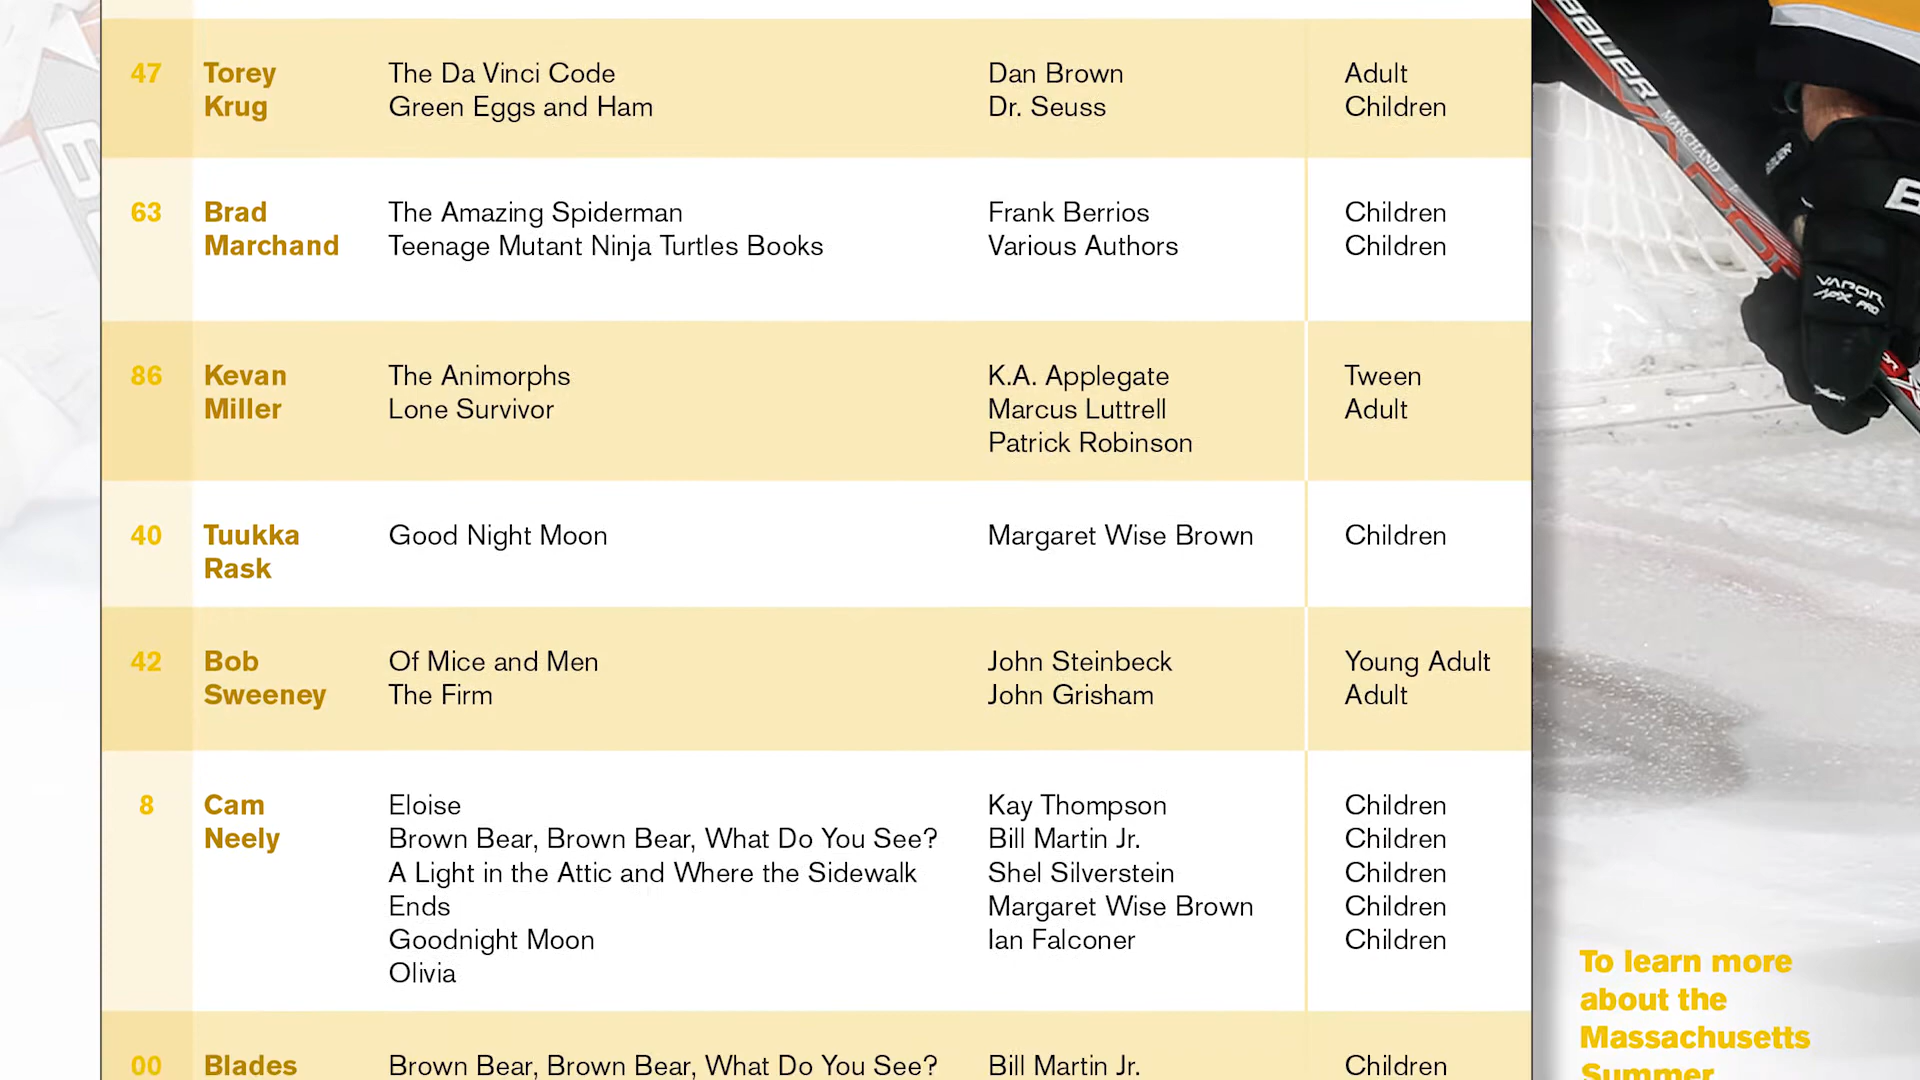 47 Torey The Da Vinci Code Dan Brown Adult
Krug Green Eggs and Ham Dr. Seuss Children
63 Brad The Amazing Spiderman Frank Berrios Children
Marchand Teenage Mutant Ninja Turtles Books Various Authors Children
86 Kevan The Animorphs K.A. Applegate Tween
Miller Lone Survivor Marcus Luttrell Adult
Patrick Robinson
40 Tuukka Good Night Moon Margaret Wise Brown Children
Rask
42 Bob Of Mice and Men John Steinbeck Young Adult
Sweeney The Firm John Grisham Adult
8 Cam Eloise Kay Thompson Children
Neely Brown Bear, Brown Bear, What Do You See? Bill Martin Jr. Children
A Light in the Attic and Where the Sidewalk Shel Silverstein Children
Ends Margaret Wise Brown Children
Goodnight Moon Ian Falconer Children
Olivia
00 Blades Brown Bear, Brown Bear, What Do You See? Bill Martin Jr. Children
BAUER
MARCHAND
BAUER
VAPOR
PRO
To learn more
about the
Massachusetts
Summer